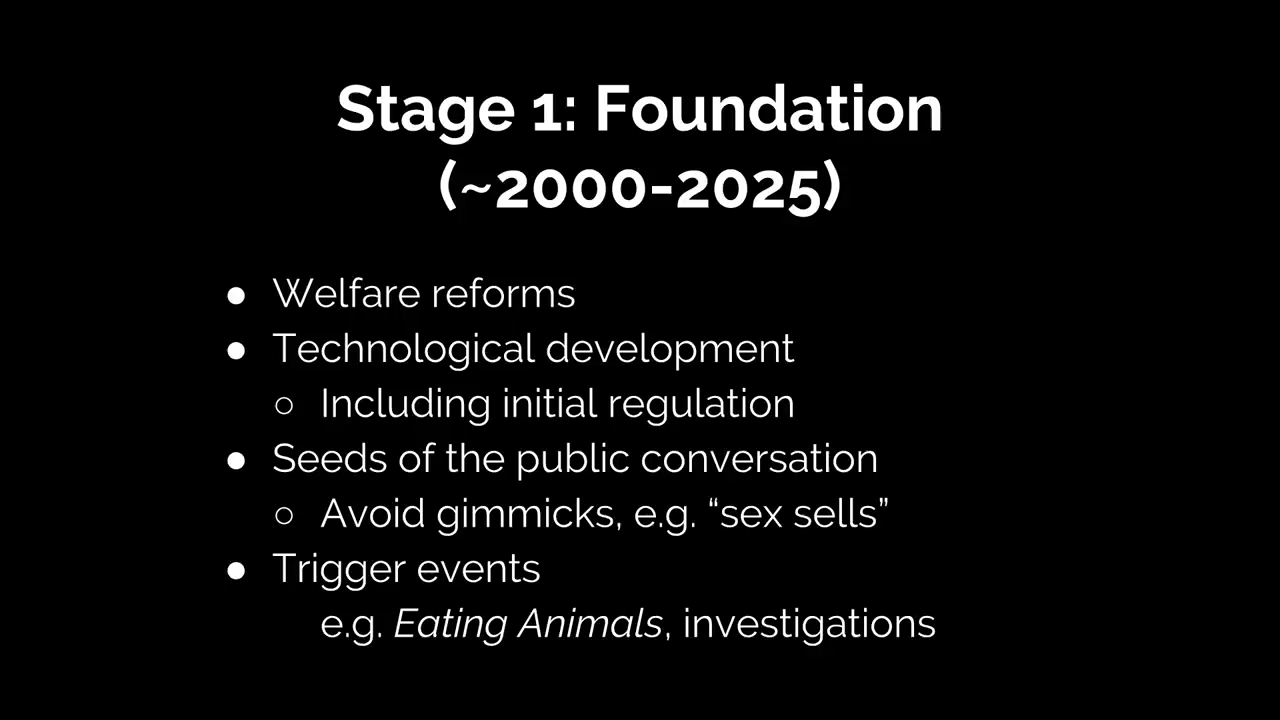 Stage 1: Foundation
(~2000-2025)
● Welfare reforms
● Technological development
○ Including initial regulation
● Seeds of the public conversation
○ Avoid gimmicks, e.g. “sex sells”
● Trigger events
e.g. Eating Animals, investigations